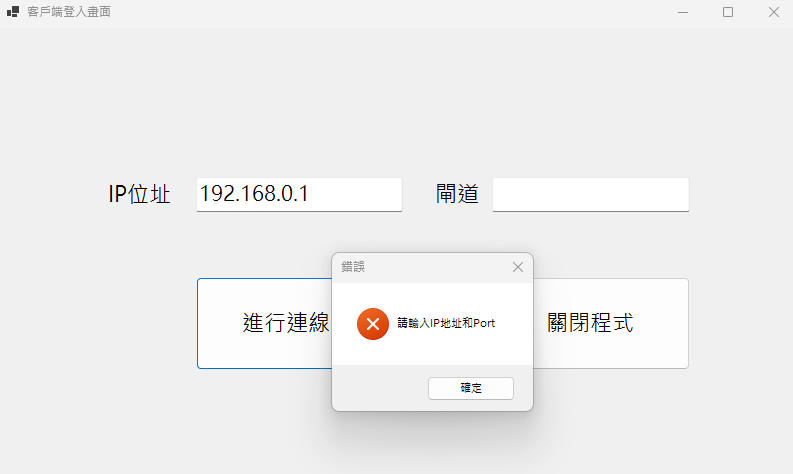 客戶端登入畫面
IP位址
192.168.0.1
閘道
錯誤
請輸入IP地址和Port
確定
進行連線
關閉程式